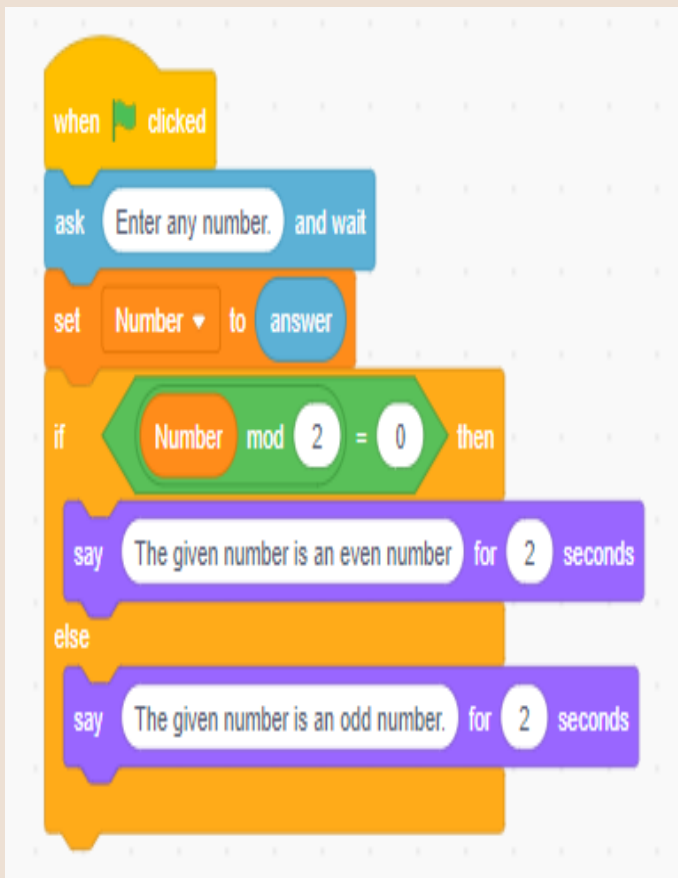 when clicked
ask Enter any number. and wait
set Number to answer
if Number mod 2 = 0 then
say The given number is an even number for 2 seconds
else
say The given number is an odd number. for 2 seconds